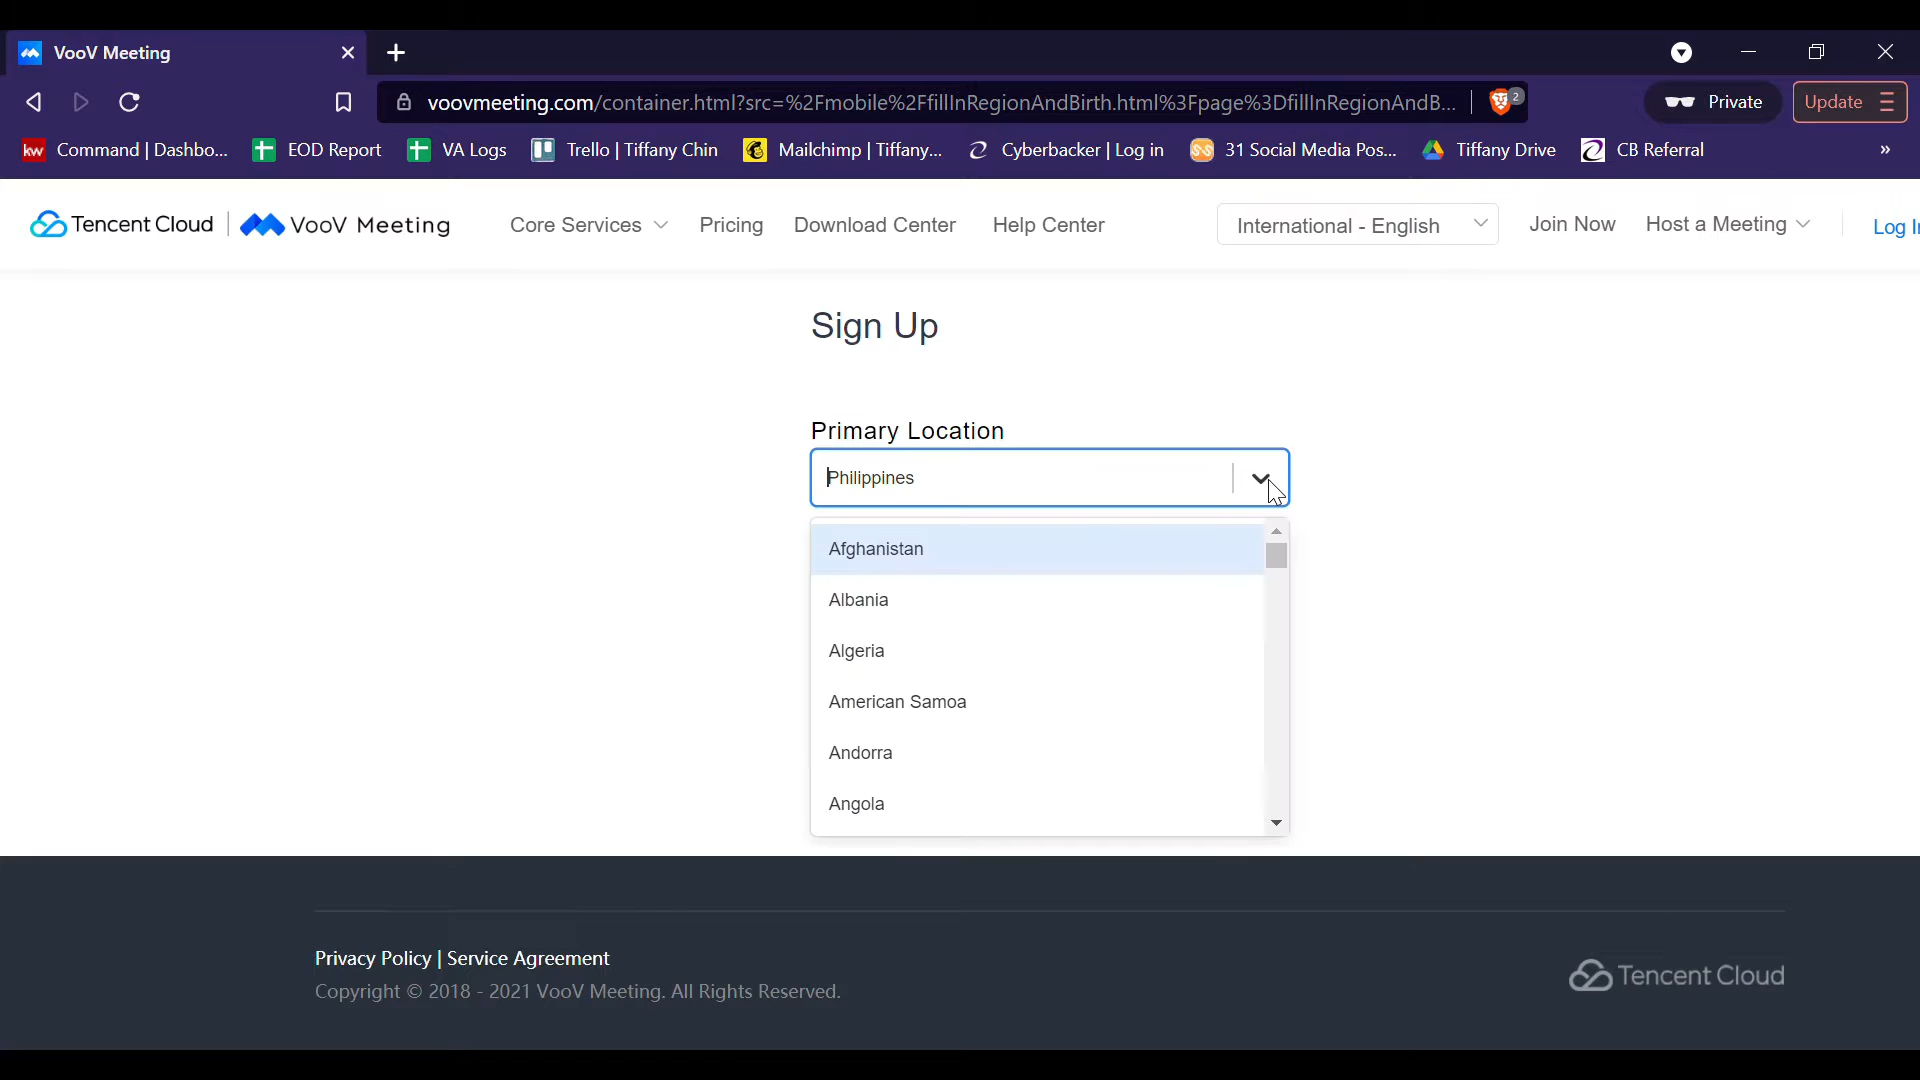 VooV Meeting
voovmeeting.com/container.html?src=%2Fmobile%2FfillInRegionAndBirth.html%3Fpage%3DfillInRegionAndB...
2
Private
Update
kw
Command | Dashbo...
EOD Report
VA Logs
Trello | Tiffany Chin
Mailchimp | Tiffany...
Cyberbacker | Log in
31 Social Media Pos...
Tiffany Drive
CB Referral
»
Tencent Cloud
VooV Meeting
Core Services
Pricing
Download Center
Help Center
International - English
Join Now
Host a Meeting
Log I
Sign Up
Primary Location
Philippines
Afghanistan
Albania
Algeria
American Samoa
Andorra
Angola
Privacy Policy | Service Agreement
Copyright © 2018 - 2021 VooV Meeting. All Rights Reserved.
Tencent Cloud